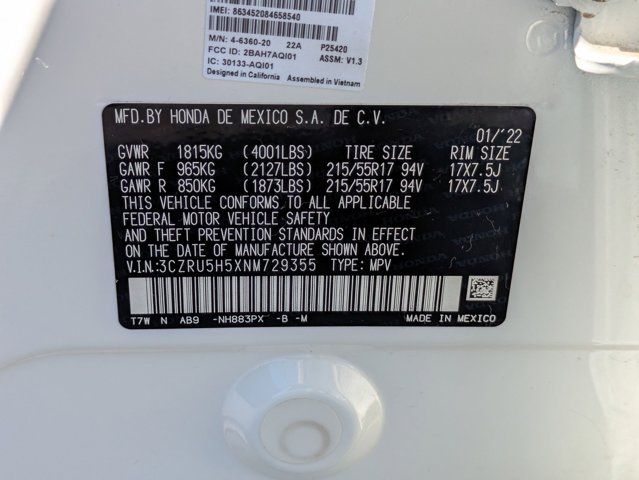 IMEI: 863452084658540
M/N: 4-6360-20 22A P25420
FCC ID: 2BAH7AQI01 ASSM: V1.3
IC: 30133-AQI01
Designed in California Assembled in Vietnam
MFD.BY HONDA DE MEXICO S.A. DE C.V.
01/'22
GVWR 1815KG (4001LBS) TIRE SIZE RIM SIZE
GAWR F 965KG (2127LBS) 215/55R17 94V 17X7.5J
GAWR R 850KG (1873LBS) 215/55R17 94V 17X7.5J
THIS VEHICLE CONFORMS TO ALL APPLICABLE
FEDERAL MOTOR VEHICLE SAFETY
AND THEFT PREVENTION STANDARDS IN EFFECT
ON DATE OF MANUFACTURE SHOWN ABOVE.
V.I.N:3CZRU5H5XNM729355 TYPE: MPV
T7W N AB9 -NH883PX -B -M MADE IN MEXICO